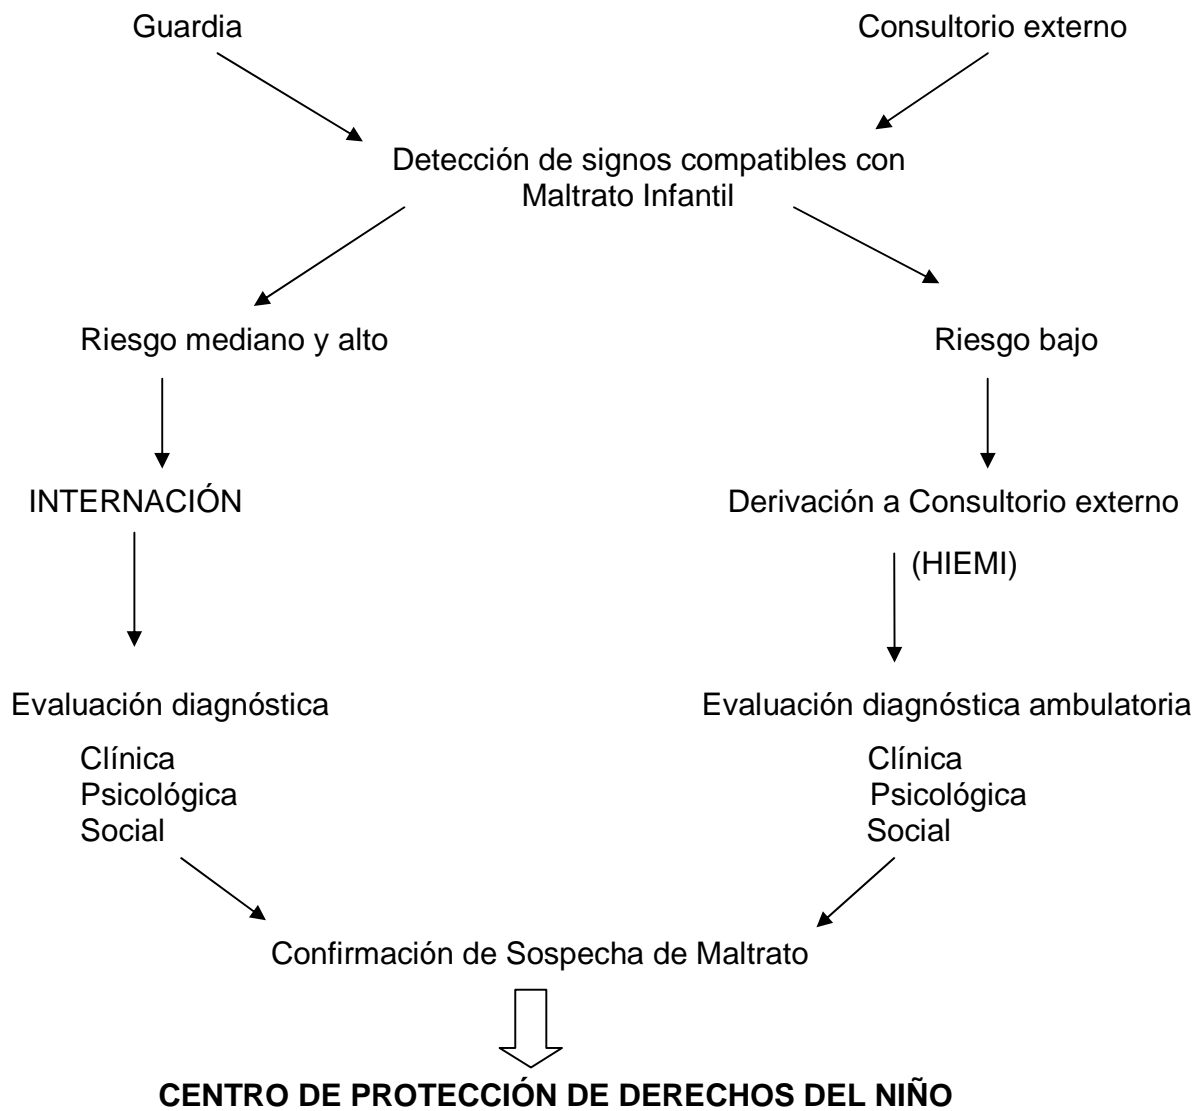 Guardia
Consultorio externo
Detección de signos compatibles con
Maltrato Infantil
Riesgo mediano y alto
Riesgo bajo
INTERNACIÓN
Derivación a Consultorio externo
(HIEMI)
Evaluación diagnóstica
Clínica
Psicológica
Social
Evaluación diagnóstica ambulatoria
Clínica
Psicológica
Social
Confirmación de Sospecha de Maltrato
CENTRO DE PROTECCIÓN DE DERECHOS DEL NIÑO